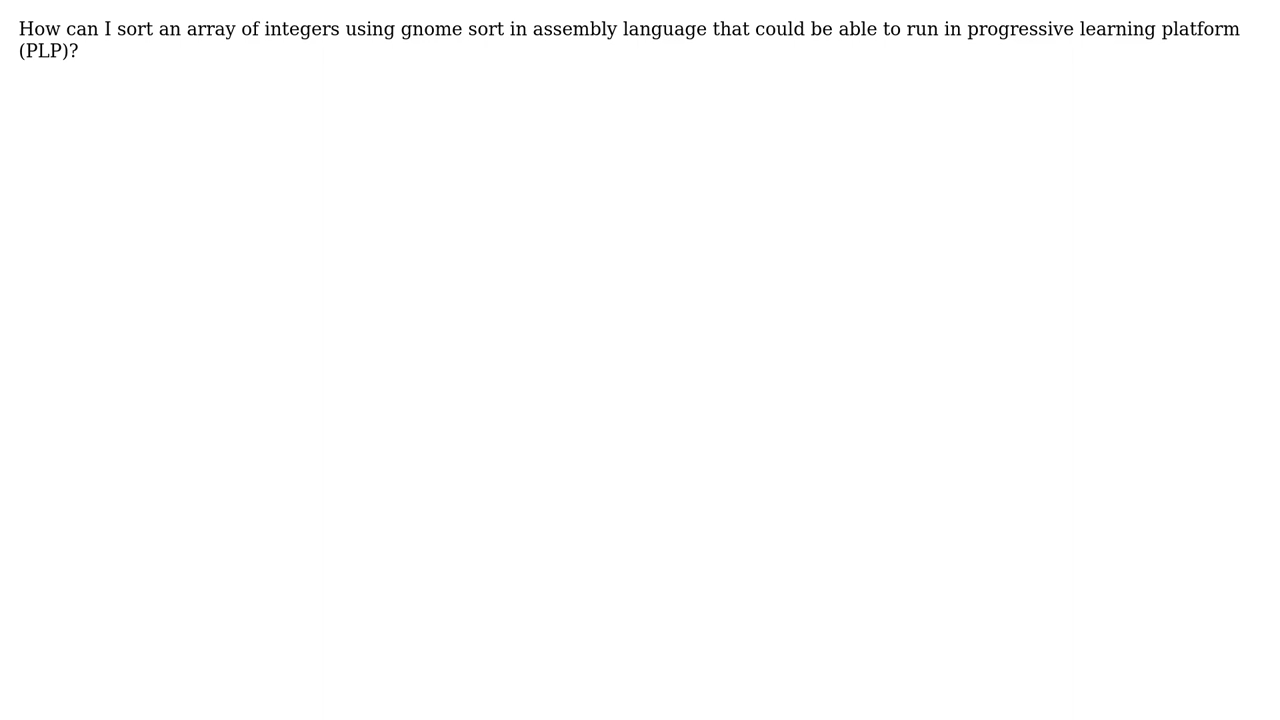 How can I sort an array of integers using gnome sort in assembly language that could be able to run in progressive learning platform
(PLP)?